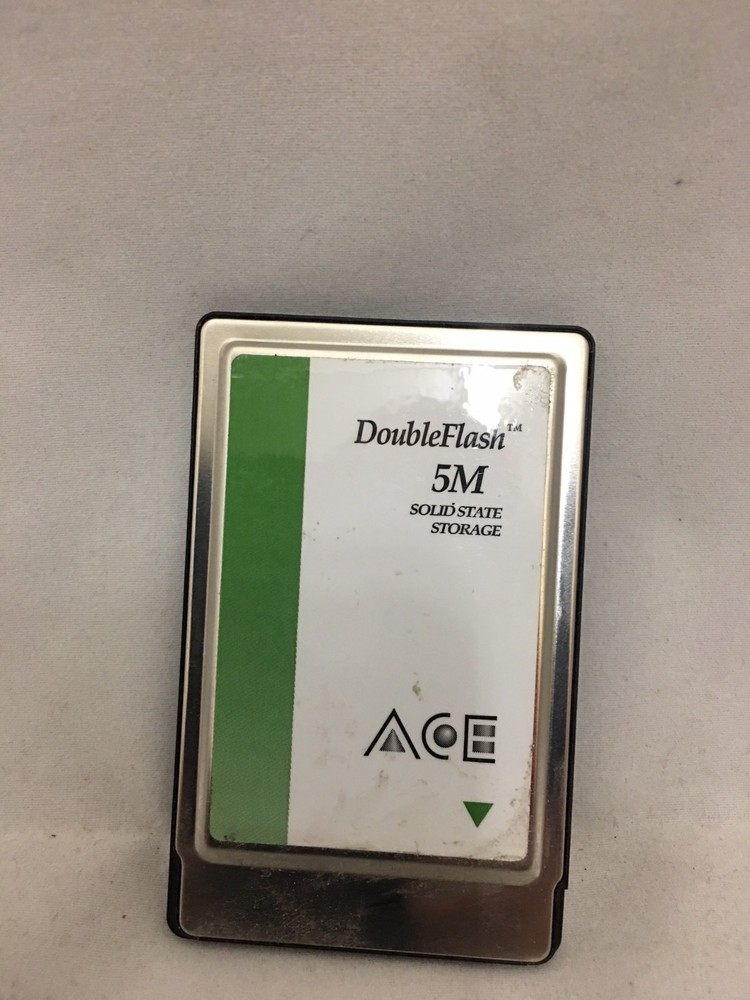 DoubleFlash™
5M
SOLID STATE
STORAGE
ACE